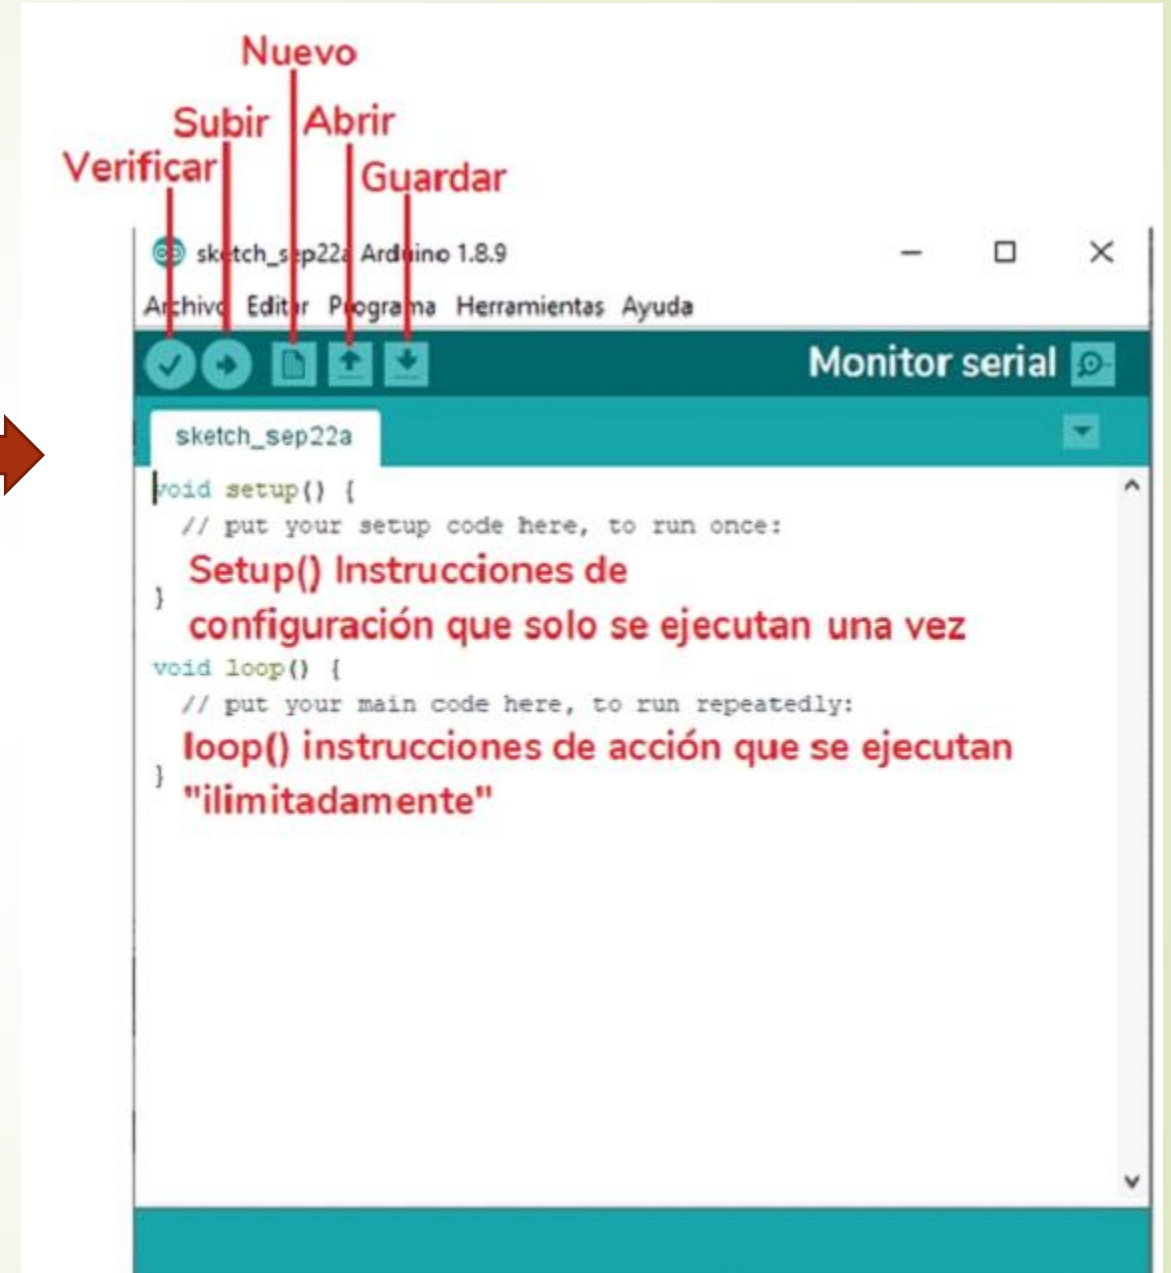 Nuevo
Subir Abrir
Verificar
Guardar
sketch_sep22a Arduino 1.8.9
Archivo Editar Programa Herramientas Ayuda
Monitor serial
sketch_sep22a
void setup() {
// put your setup code here, to run once:
Setup() Instrucciones de
}
configuración que solo se ejecutan una vez
void loop() {
// put your main code here, to run repeatedly:
loop() instrucciones de acción que se ejecutan
}
"ilimitadamente"